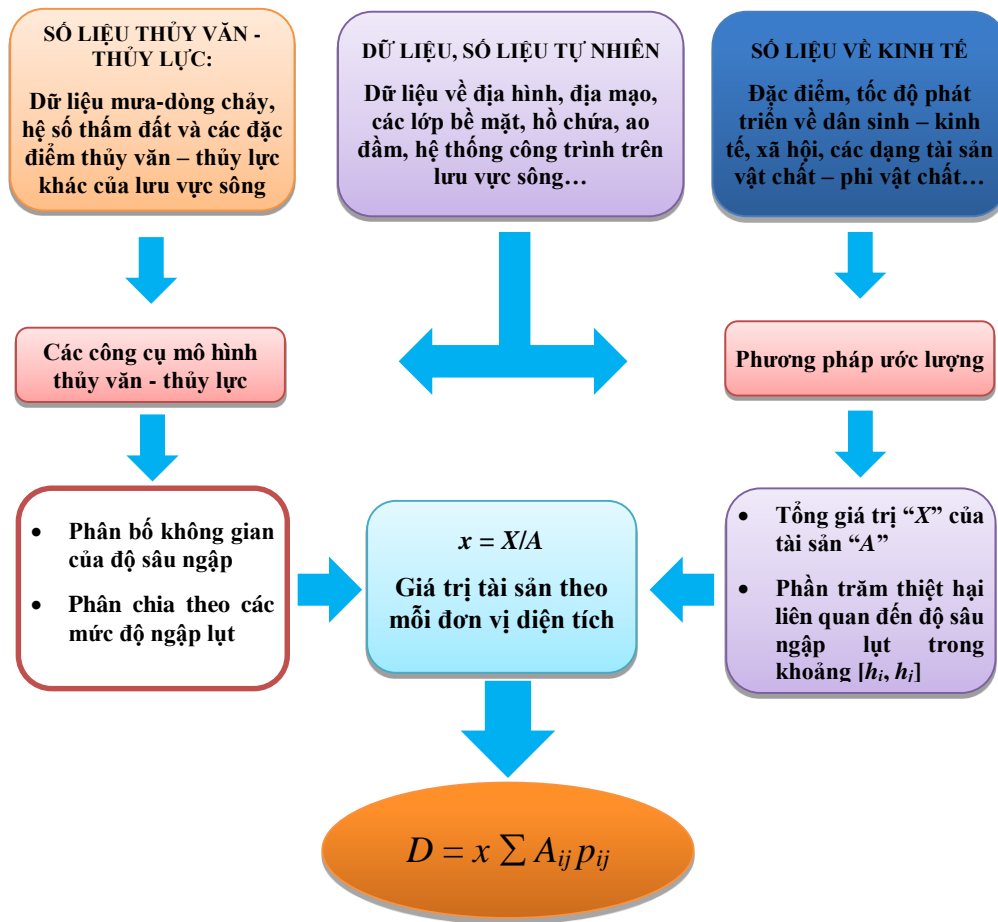 SỐ LIỆU THỦY VĂN -
THỦY LỰC:
Dữ liệu mưa-dòng chảy,
hệ số thấm đất và các đặc
điểm thủy văn – thủy lực
khác của lưu vực sông
DỮ LIỆU, SỐ LIỆU TỰ NHIÊN
Dữ liệu về địa hình, địa mạo,
các lớp bề mặt, hồ chứa, ao
đầm, hệ thống công trình trên
lưu vực sông…
SỐ LIỆU VỀ KINH TẾ
Đặc điểm, tốc độ phát
triển về dân sinh – kinh
tế, xã hội, các dạng tài sản
vật chất – phi vật chất…
Các công cụ mô hình
thủy văn - thủy lực
Phương pháp ước lượng
• Phân bố không gian
của độ sâu ngập
• Phân chia theo các
mức độ ngập lụt
x = X/A
Giá trị tài sản theo
mỗi đơn vị diện tích
• Tổng giá trị “X” của
tài sản “A”
• Phần trăm thiệt hại
liên quan đến độ sâu
ngập lụt trong
khoảng [hᵢ, hⱼ]
D = x ∑ Aᵢⱼ pᵢⱼ